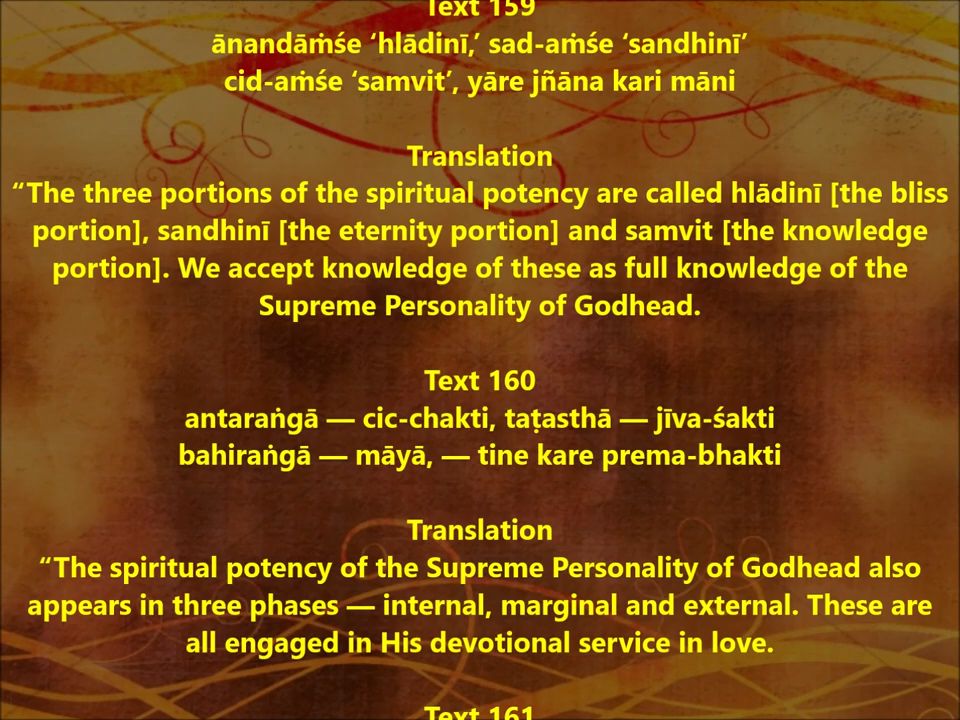 Text 159
ānandāṁśe ‘hlādinī,’ sad-aṁśe ‘sandhinī’
cid-aṁśe ‘samvit’, yāre jñāna kari māni
Translation
“The three portions of the spiritual potency are called hlādinī [the bliss
portion], sandhinī [the eternity portion] and samvit [the knowledge
portion]. We accept knowledge of these as full knowledge of the
Supreme Personality of Godhead.
Text 160
antaraṅgā — cic-chakti, taṭasthā — jīva-śakti
bahiraṅgā — māyā, — tine kare prema-bhakti
Translation
“The spiritual potency of the Supreme Personality of Godhead also
appears in three phases — internal, marginal and external. These are
all engaged in His devotional service in love.
Text 161